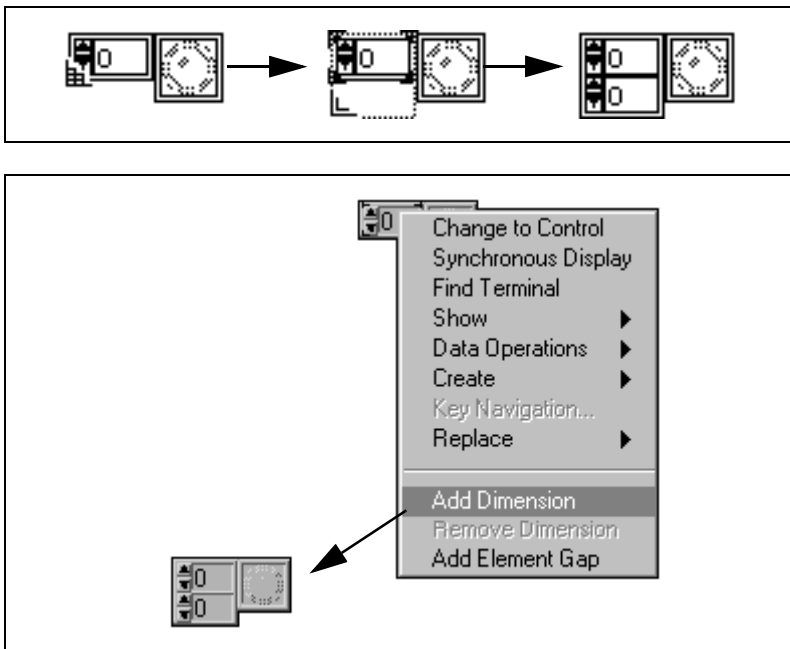 0 0 0
0
0
Change to Control
Synchronous Display
Find Terminal
Show
Data Operations
Create
Key Navigation...
Replace
Add Dimension
Remove Dimension
Add Element Gap
0
0